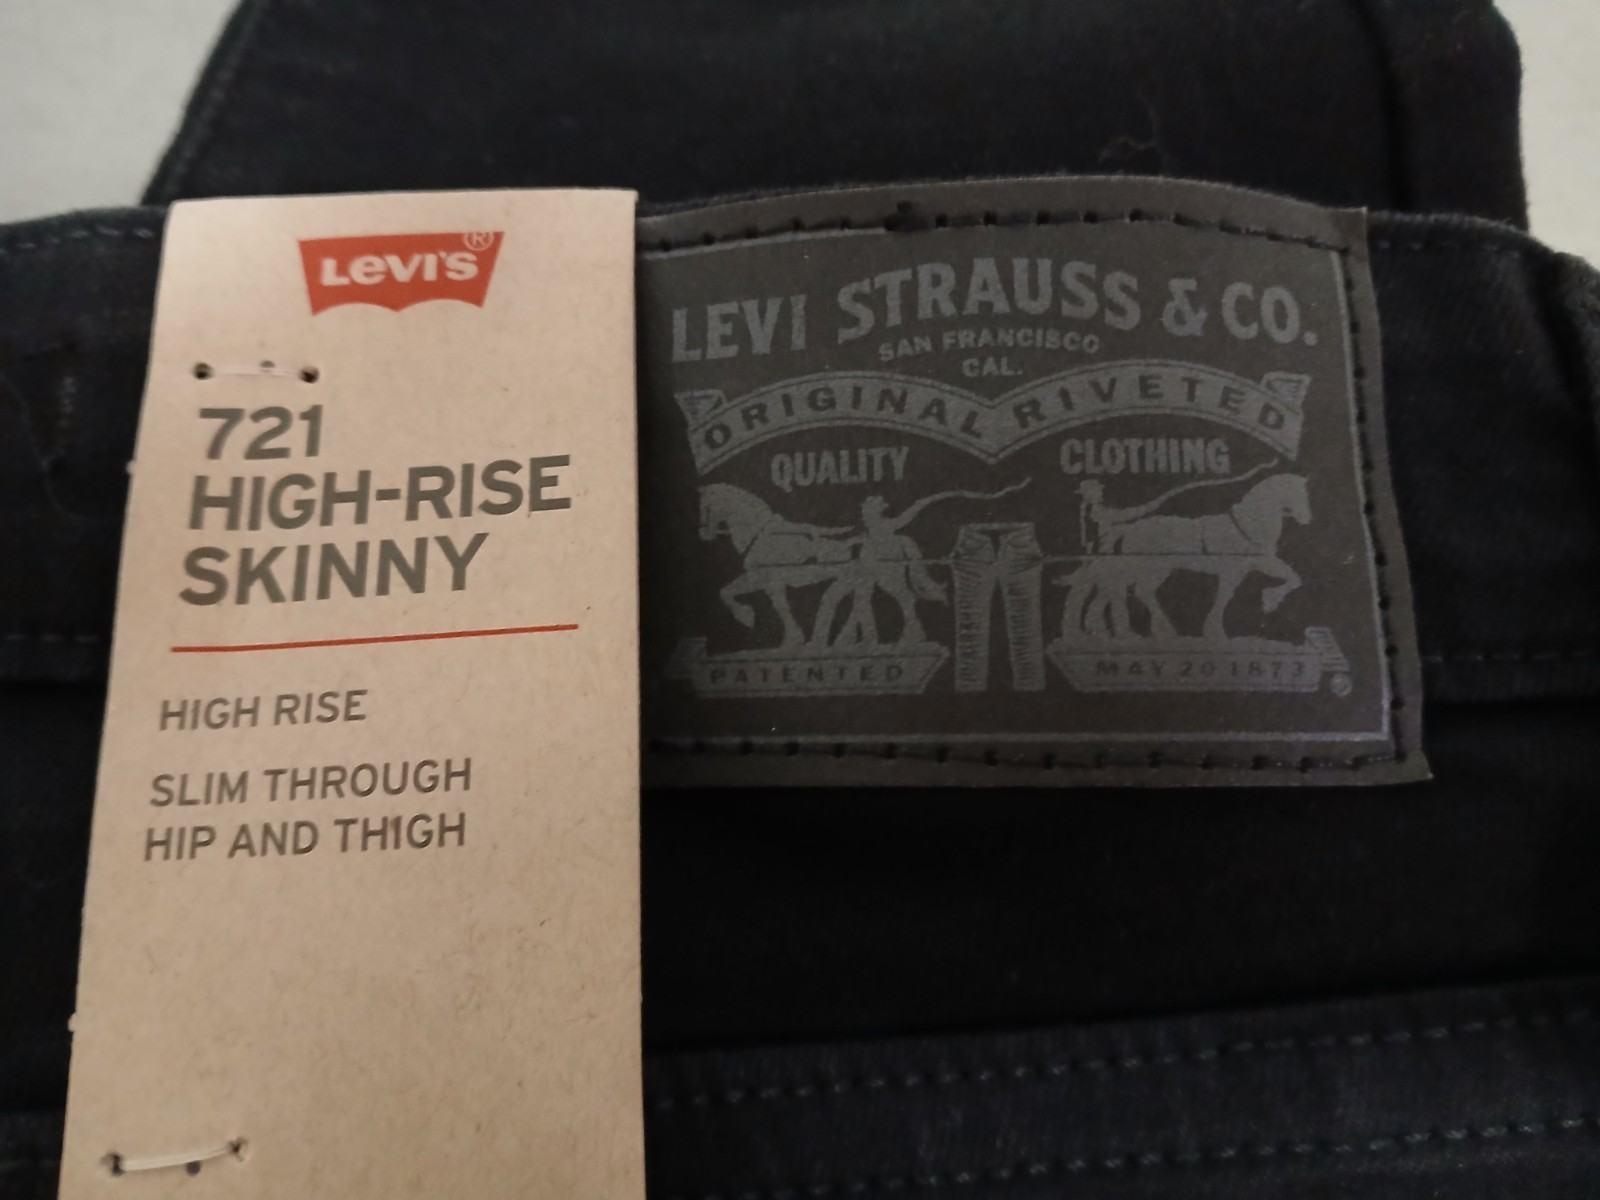 LEVI'S®
721
HIGH-RISE
SKINNY
HIGH RISE
SLIM THROUGH
HIP AND THIGH
LEVI STRAUSS & CO.
SAN FRANCISCO
CAL.
ORIGINAL RIVETED
QUALITY CLOTHING
PATENTED MAY 20 1873 ®